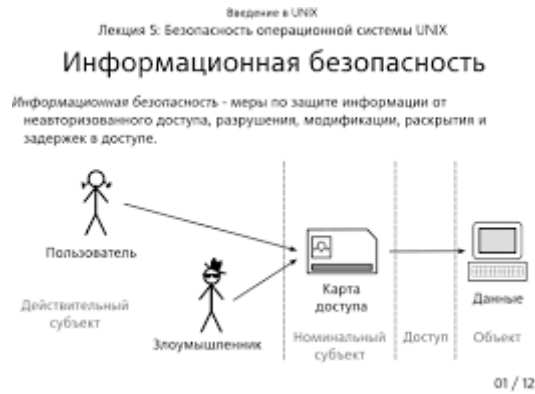 Введение в UNIX
Лекция 5: Безопасность операционной системы UNIX
Информационная безопасность
Информационная безопасность - меры по защите информации от
неавторизованного доступа, разрушения, модификации, раскрытия и
задержек в доступе.
Пользователь
Действительный
субъект
Злоумышленник
Карта
доступа
Номинальный
субъект
Доступ
Данные
Объект
01 / 12